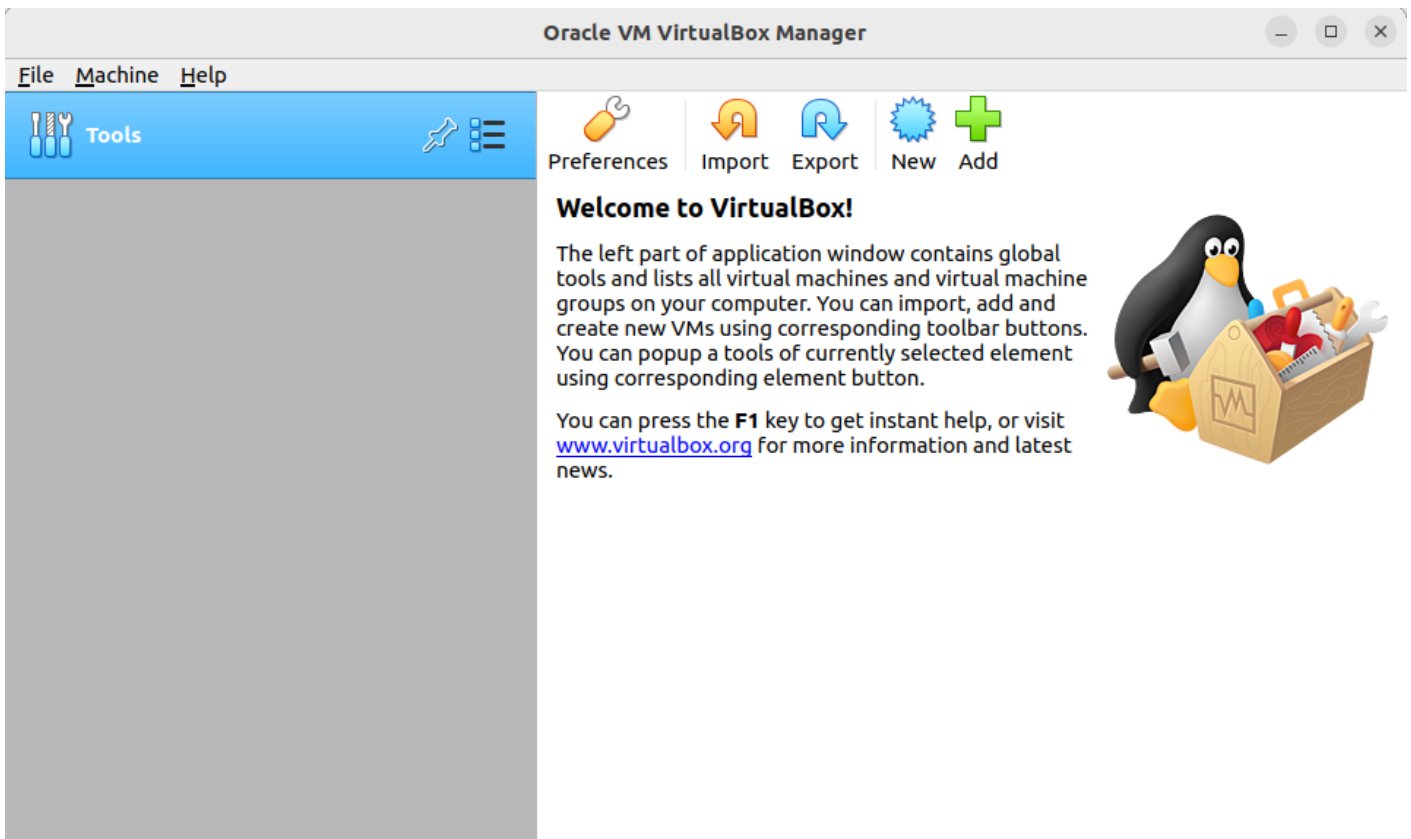 Oracle VM VirtualBox Manager
File Machine Help
Tools
Preferences Import Export New Add
Welcome to VirtualBox!
The left part of application window contains global
tools and lists all virtual machines and virtual machine
groups on your computer. You can import, add and
create new VMs using corresponding toolbar buttons.
You can popup a tools of currently selected element
using corresponding element button.
You can press the F1 key to get instant help, or visit
www.virtualbox.org for more information and latest
news.